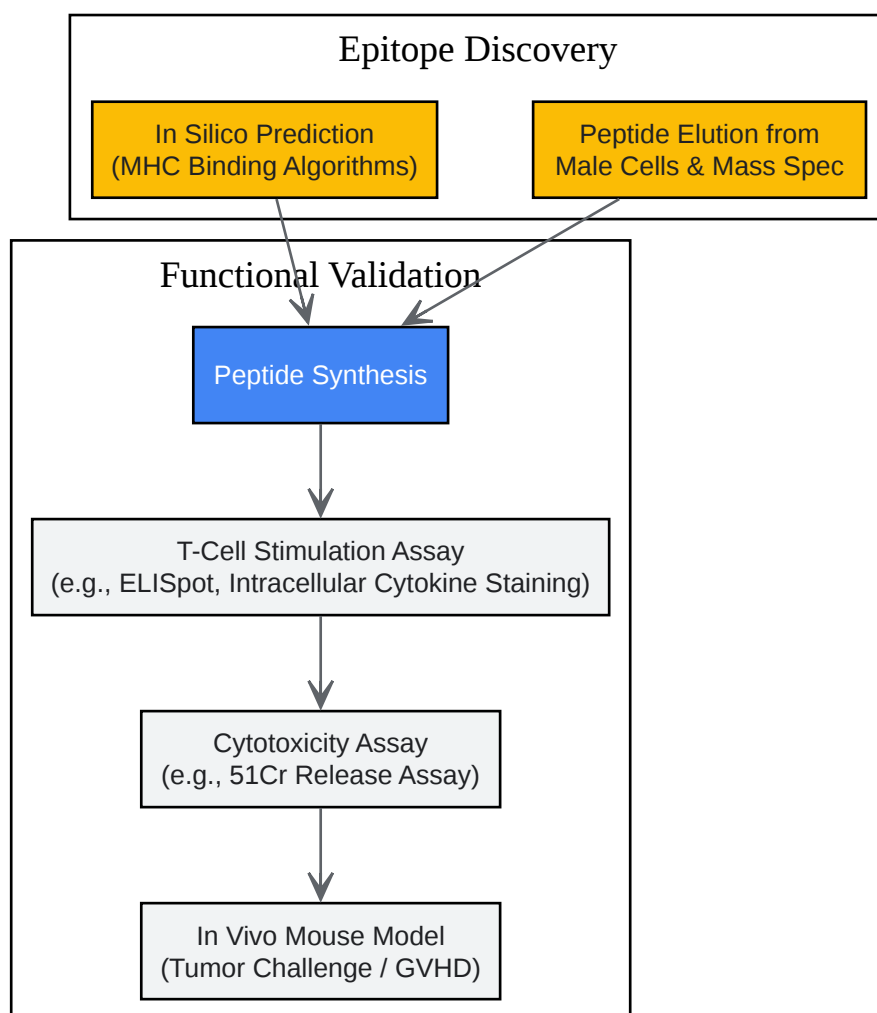 Epitope Discovery
In Silico Prediction
(MHC Binding Algorithms)
Peptide Elution from
Male Cells & Mass Spec
Functional Validation
Peptide Synthesis
T-Cell Stimulation Assay
(e.g., ELISpot, Intracellular Cytokine Staining)
Cytotoxicity Assay
(e.g., 51Cr Release Assay)
In Vivo Mouse Model
(Tumor Challenge / GVHD)